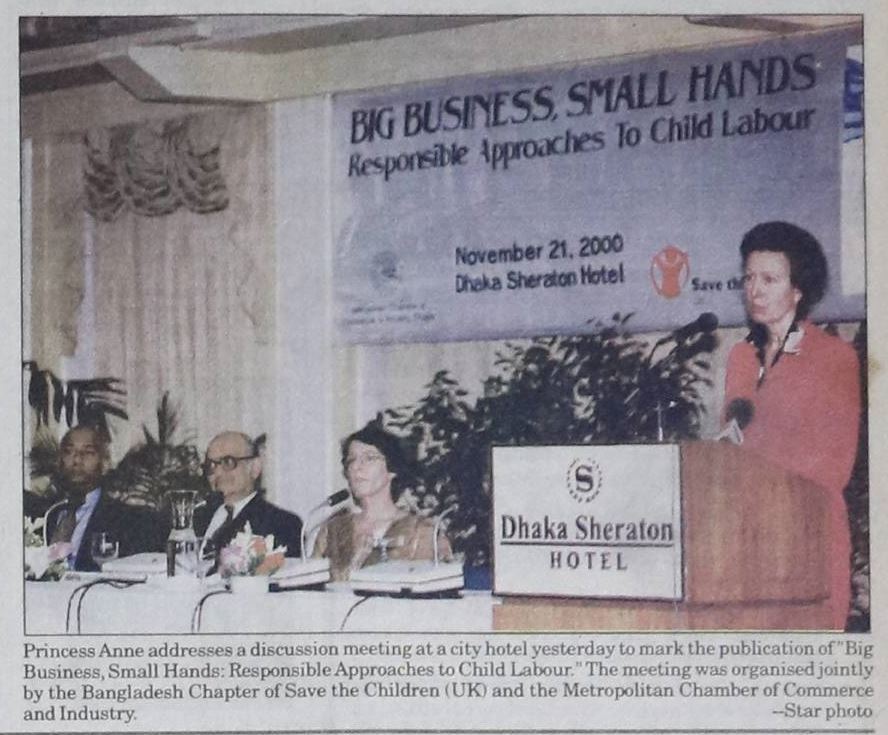 BIG BUSINESS, SMALL HANDS
Responsible Approaches To Child Labour
November 21, 2000
Dhaka Sheraton Hotel
Save th
S
Dhaka Sheraton
HOTEL
Princess Anne addresses a discussion meeting at a city hotel yesterday to mark the publication of "Big
Business, Small Hands: Responsible Approaches to Child Labour." The meeting was organised jointly
by the Bangladesh Chapter of Save the Children (UK) and the Metropolitan Chamber of Commerce
and Industry. --Star photo